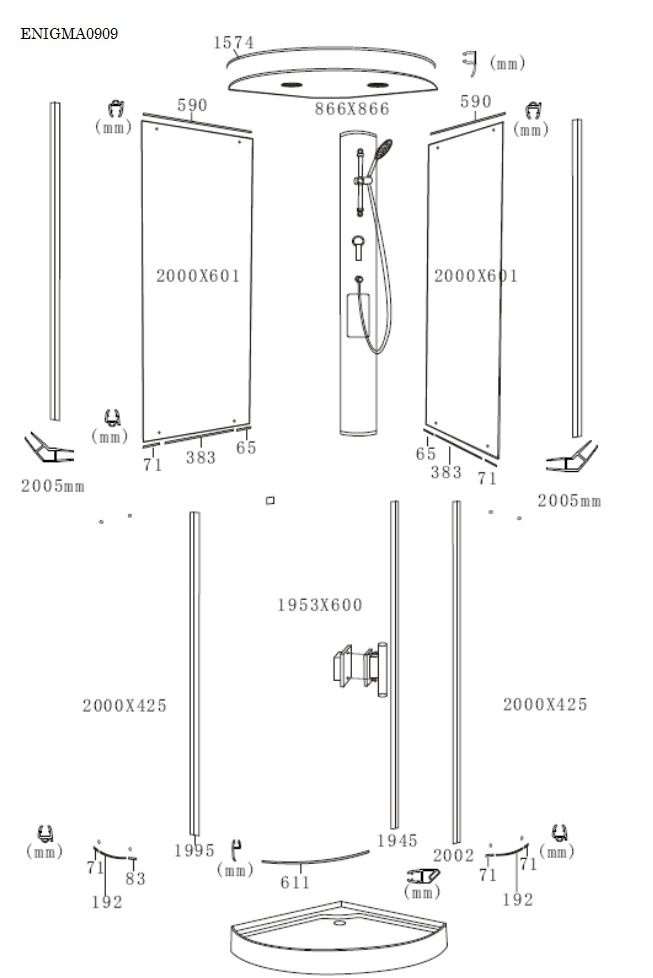 ENIGMA0909
1574
(mm)
866X866
590
590
(mm)
(mm)
2000X601
2000X601
(mm)
71
383
65
65
383
71
2005mm
2005mm
1953X600
2000X425
2000X425
(mm)
71
83
192
1995
(mm)
611
1945
2002
(mm)
71
71
192
(mm)